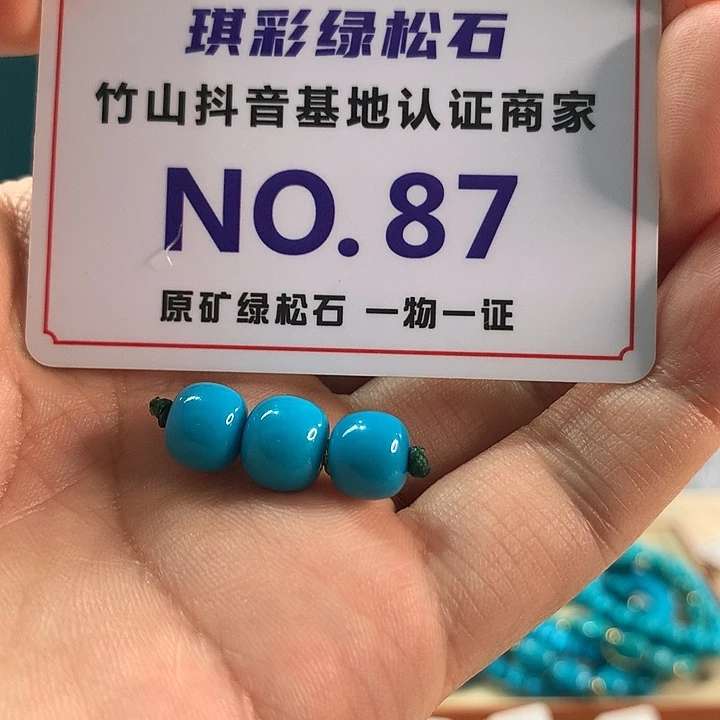 琪彩绿松石
竹山抖音基地认证商家
NO. 87
原矿绿松石 一物一证